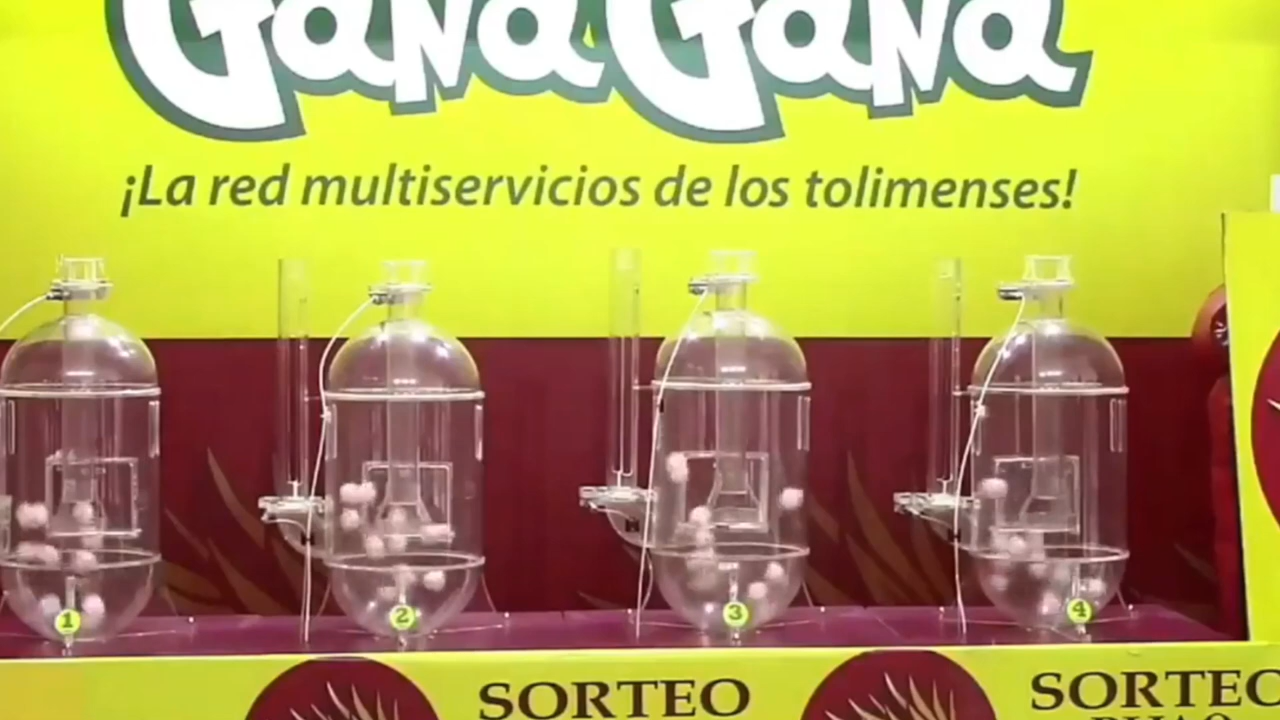 GanaGana
¡La red multiservicios de los tolimenses!
1
2
3
4
SORTEO
SORTEO